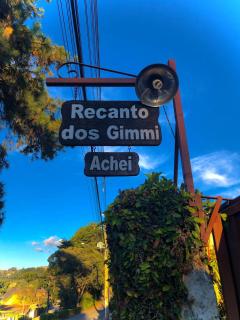 Recanto
dos Gimmi
Achei